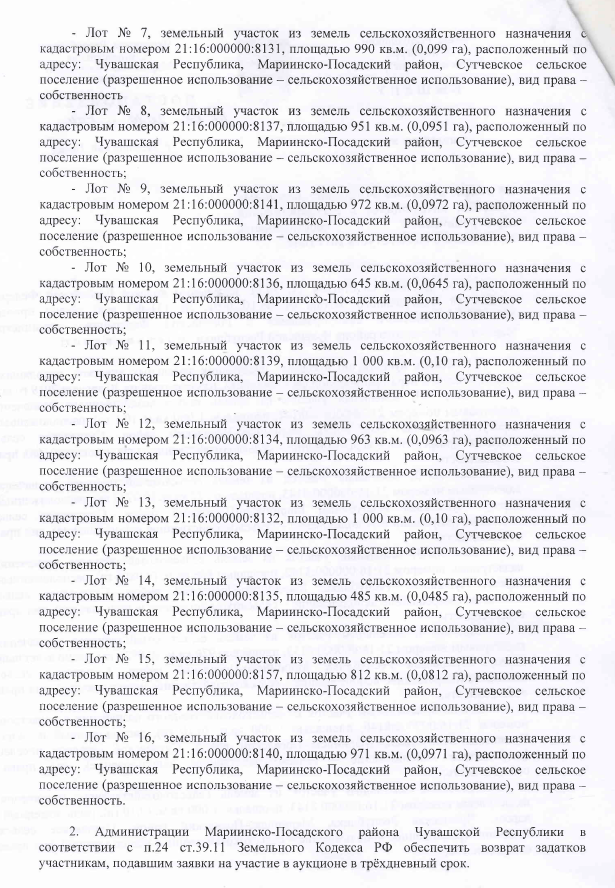 - Лот № 7, земельный участок из земель сельскохозяйственного назначения с
кадастровым номером 21:16:000000:8131, площадью 990 кв.м. (0,099 га), расположенный по
адресу: Чувашская Республика, Мариинско-Посадский район, Сутчевское сельское
поселение (разрешенное использование – сельскохозяйственное использование), вид права –
собственность
- Лот № 8, земельный участок из земель сельскохозяйственного назначения с
кадастровым номером 21:16:000000:8137, площадью 951 кв.м. (0,0951 га), расположенный по
адресу: Чувашская Республика, Мариинско-Посадский район, Сутчевское сельское
поселение (разрешенное использование – сельскохозяйственное использование), вид права –
собственность;
- Лот № 9, земельный участок из земель сельскохозяйственного назначения с
кадастровым номером 21:16:000000:8141, площадью 972 кв.м. (0,0972 га), расположенный по
адресу: Чувашская Республика, Мариинско-Посадский район, Сутчевское сельское
поселение (разрешенное использование – сельскохозяйственное использование), вид права –
собственность;
- Лот № 10, земельный участок из земель сельскохозяйственного назначения с
кадастровым номером 21:16:000000:8136, площадью 645 кв.м. (0,0645 га), расположенный по
адресу: Чувашская Республика, Мариинско-Посадский район, Сутчевское сельское
поселение (разрешенное использование – сельскохозяйственное использование), вид права –
собственность;
- Лот № 11, земельный участок из земель сельскохозяйственного назначения с
кадастровым номером 21:16:000000:8139, площадью 1 000 кв.м. (0,10 га), расположенный по
адресу: Чувашская Республика, Мариинско-Посадский район, Сутчевское сельское
поселение (разрешенное использование – сельскохозяйственное использование), вид права –
собственность;
- Лот № 12, земельный участок из земель сельскохозяйственного назначения с
кадастровым номером 21:16:000000:8134, площадью 963 кв.м. (0,0963 га), расположенный по
адресу: Чувашская Республика, Мариинско-Посадский район, Сутчевское сельское
поселение (разрешенное использование – сельскохозяйственное использование), вид права –
собственность;
- Лот № 13, земельный участок из земель сельскохозяйственного назначения с
кадастровым номером 21:16:000000:8132, площадью 1 000 кв.м. (0,10 га), расположенный по
адресу: Чувашская Республика, Мариинско-Посадский район, Сутчевское сельское
поселение (разрешенное использование – сельскохозяйственное использование), вид права –
собственность;
- Лот № 14, земельный участок из земель сельскохозяйственного назначения с
кадастровым номером 21:16:000000:8135, площадью 485 кв.м. (0,0485 га), расположенный по
адресу: Чувашская Республика, Мариинско-Посадский район, Сутчевское сельское
поселение (разрешенное использование – сельскохозяйственное использование), вид права –
собственность;
- Лот № 15, земельный участок из земель сельскохозяйственного назначения с
кадастровым номером 21:16:000000:8157, площадью 812 кв.м. (0,0812 га), расположенный по
адресу: Чувашская Республика, Мариинско-Посадский район, Сутчевское сельское
поселение (разрешенное использование – сельскохозяйственное использование), вид права –
собственность;
- Лот № 16, земельный участок из земель сельскохозяйственного назначения с
кадастровым номером 21:16:000000:8140, площадью 971 кв.м. (0,0971 га), расположенный по
адресу: Чувашская Республика, Мариинско-Посадский район, Сутчевское сельское
поселение (разрешенное использование – сельскохозяйственное использование), вид права –
собственность.
2. Администрации Мариинско-Посадского района Чувашской Республики в
соответствии с п.24 ст.39.11 Земельного Кодекса РФ обеспечить возврат задатков
участникам, подавшим заявки на участие в аукционе в трёхдневный срок.